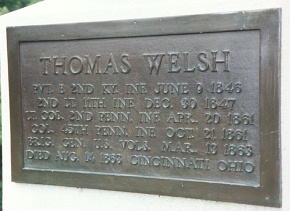 THOMAS WELSH
PVT. E 2ND KY. INF. JUNE 9 1846
2ND LT. 11TH INF. DEC. 30 1847
LT. COL. 2ND PENN. INF. APR. 20 1861
COL. 45TH PENN. INF. OCT. 21 1861
BRIG. GEN. U.S. VOLS. MAR. 13 1863
DIED AUG. 14 1863 CINCINNATI OHIO